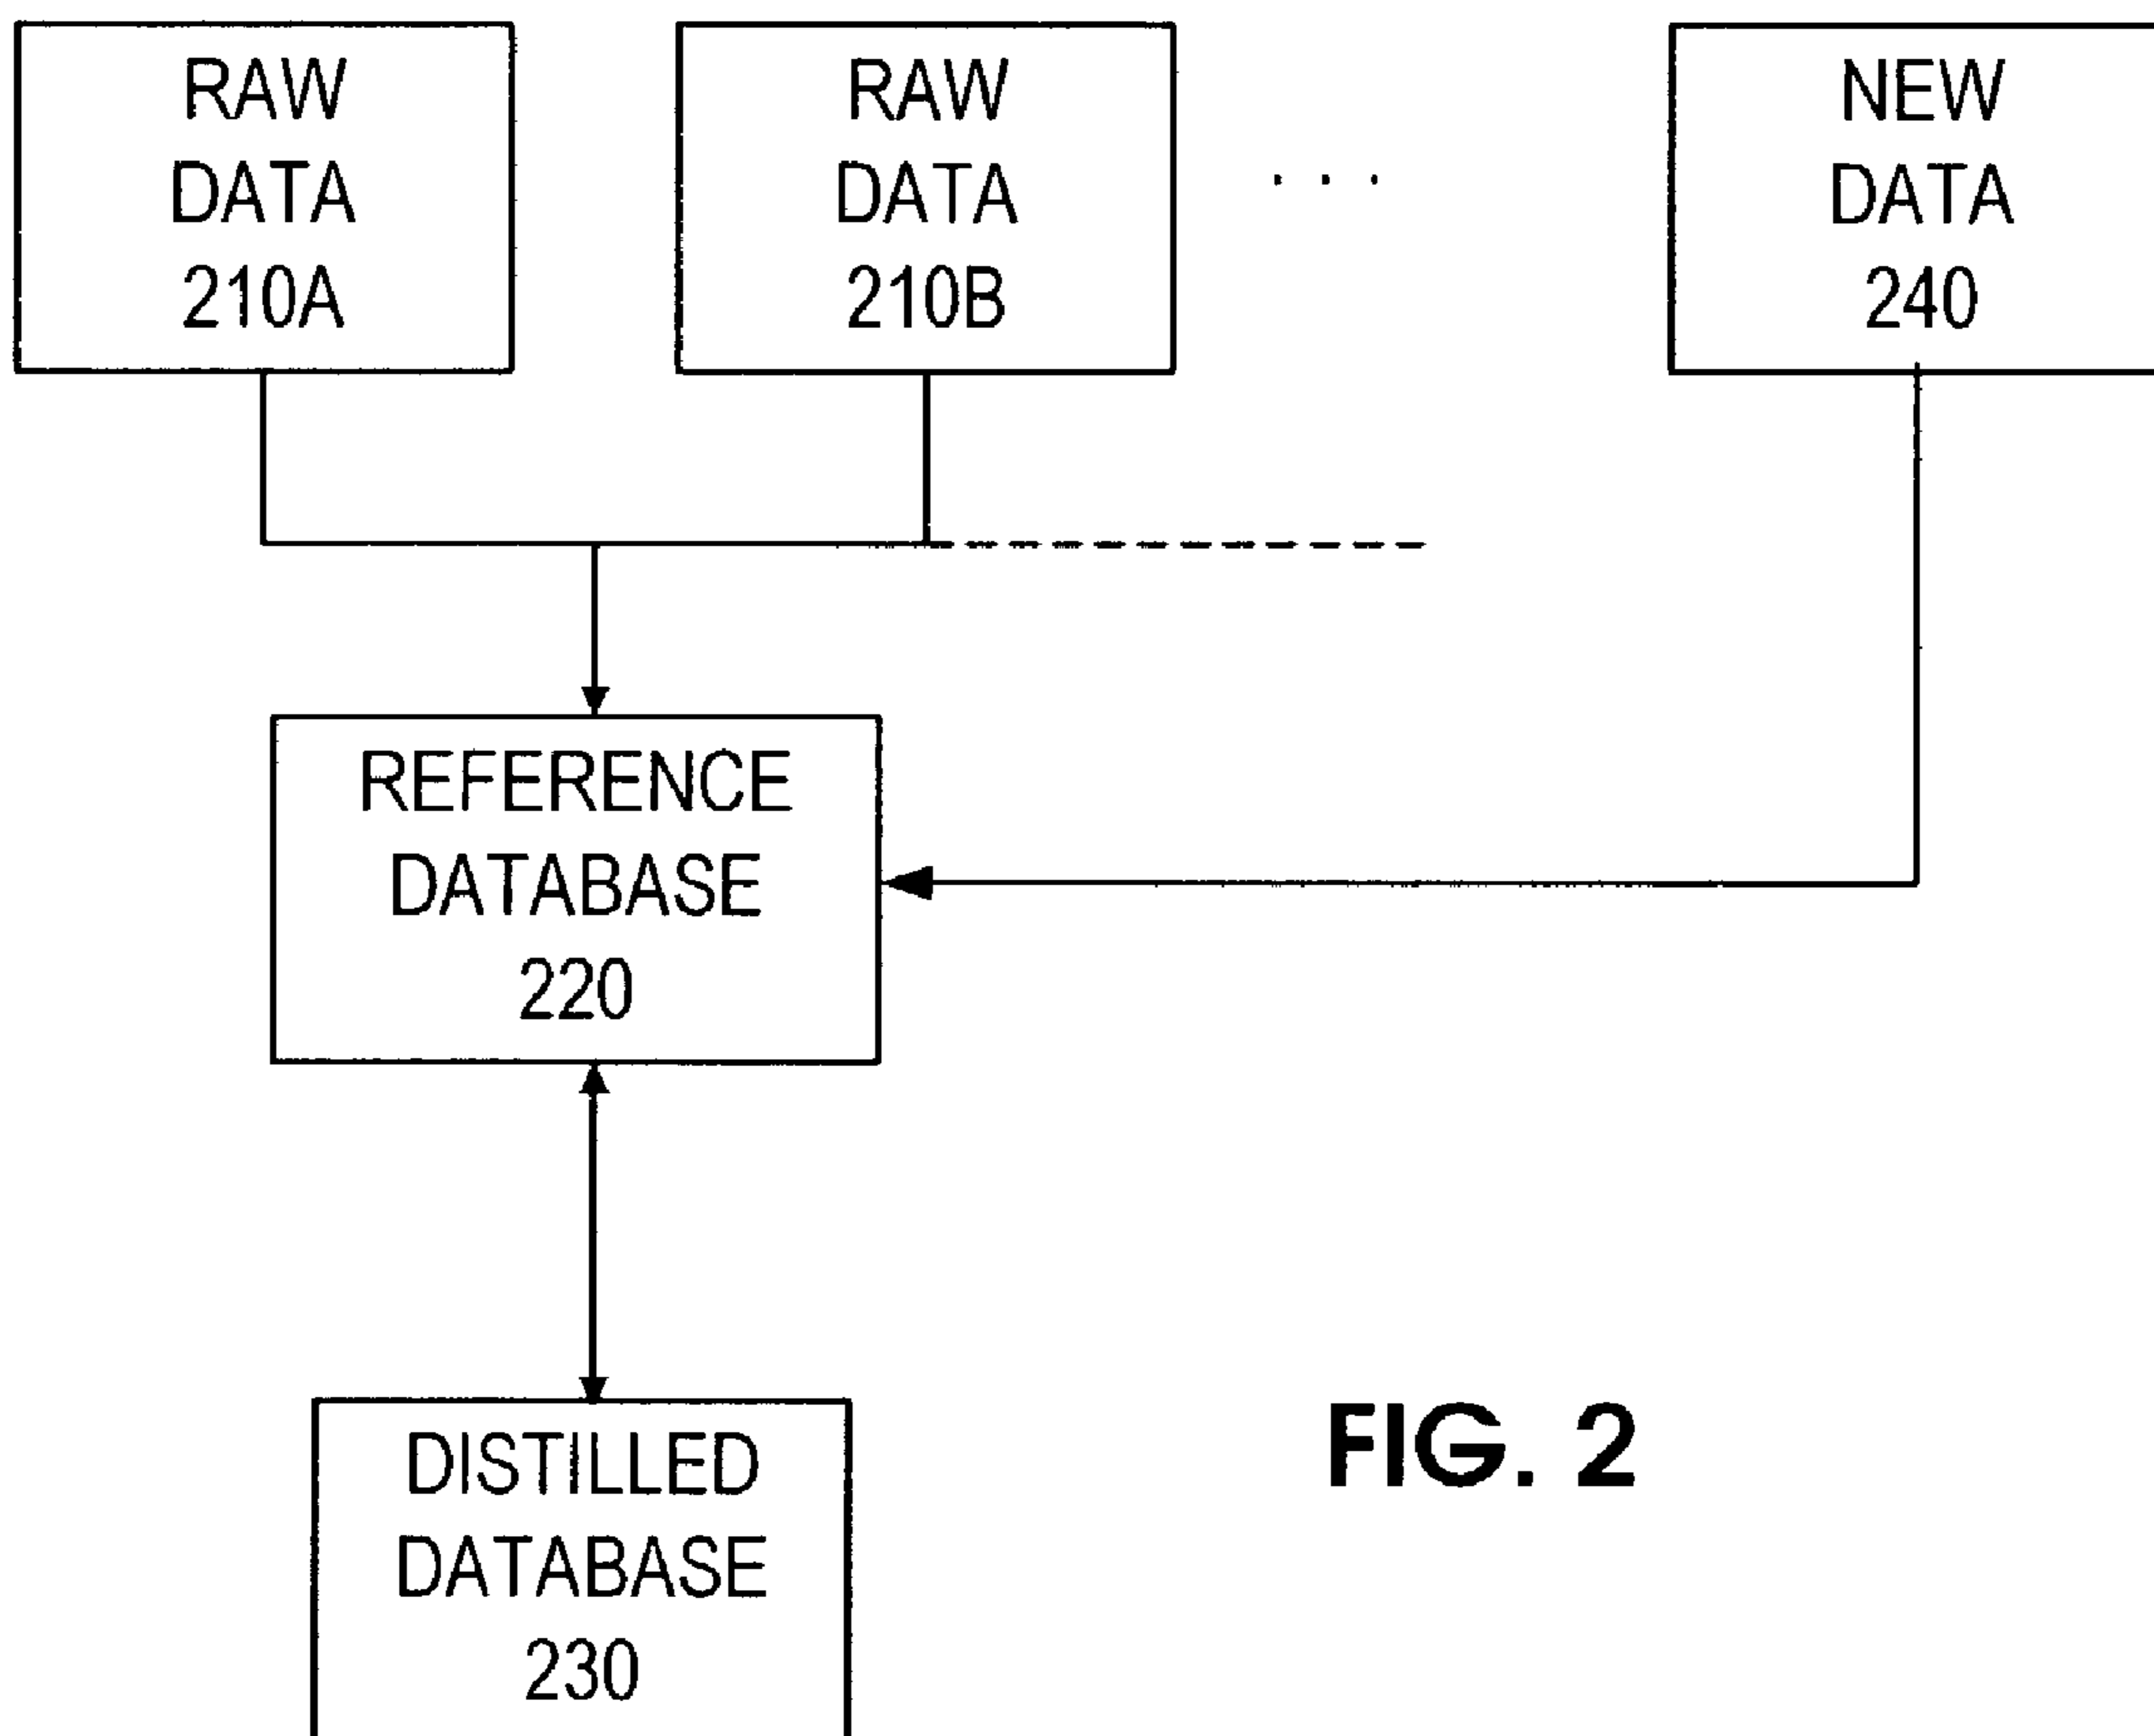 RAW
DATA
210A
RAW
DATA
210B
. . .
NEW
DATA
240
REFERENCE
DATABASE
220
DISTILLED
DATABASE
230
FIG. 2